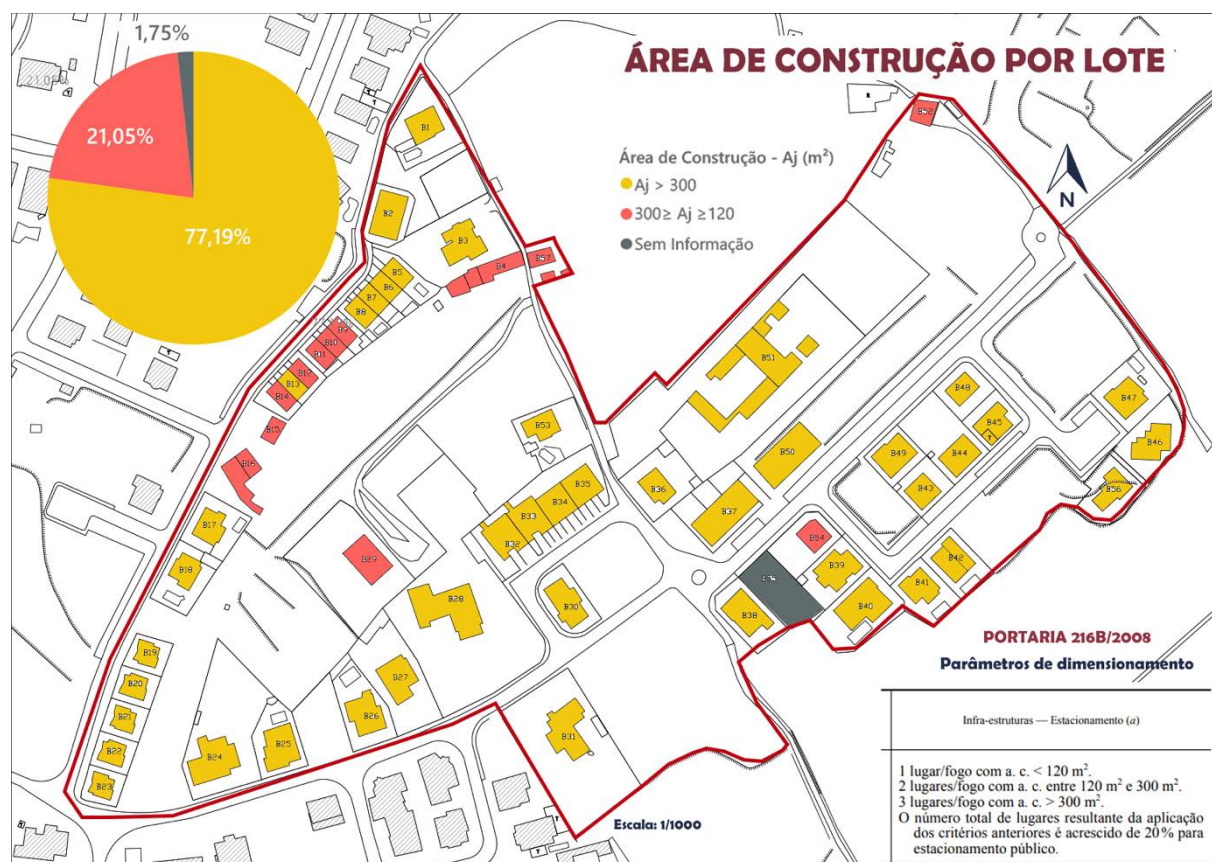 1,75%
ÁREA DE CONSTRUÇÃO POR LOTE
21,05%
21,05%
77,19%
Área de Construção - Aj (m²)
Aj > 300
300≥ Aj ≥120
Sem Informação
N
B1
B2
B3
B4
B57
B5
B6
B7
B8
B9
B10
B11
B12
B13
B14
B15
B16
B17
B18
B19
B20
B21
B22
B23
B24
B25
B26
B27
B28
B29
B30
B31
B32
B33
B34
B35
B53
B36
B37
B50
B51
B48
B45
B49
B44
B43
B47
B46
B56
B54
B39
B38
B40
B41
B42
PORTARIA 216B/2008
Parâmetros de dimensionamento
Infra-estruturas — Estacionamento (a)
1 lugar/fogo com a. c. < 120 m².
2 lugares/fogo com a. c. entre 120 m² e 300 m².
3 lugares/fogo com a. c. > 300 m².
O número total de lugares resultante da aplicação
dos critérios anteriores é acrescido de 20 % para
estacionamento público.
Escala: 1/1000